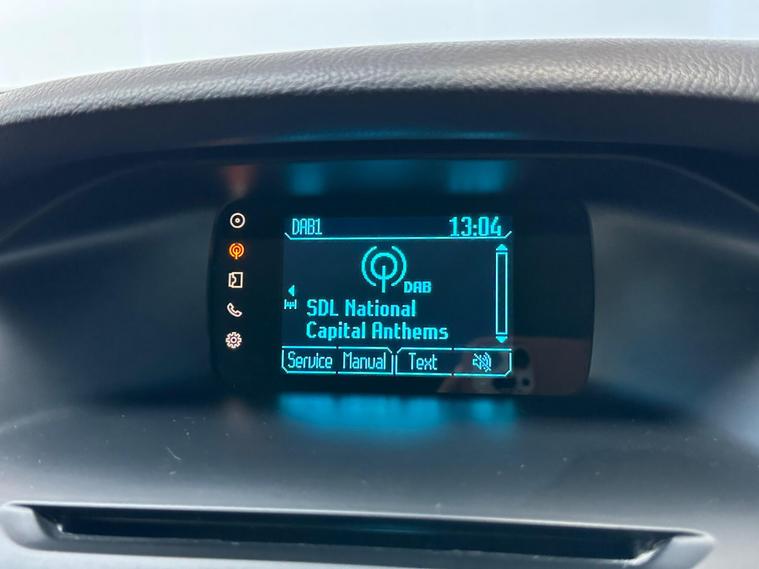 DAB1 13:04
DAB
SDL National
Capital Anthems
Service Manual Text